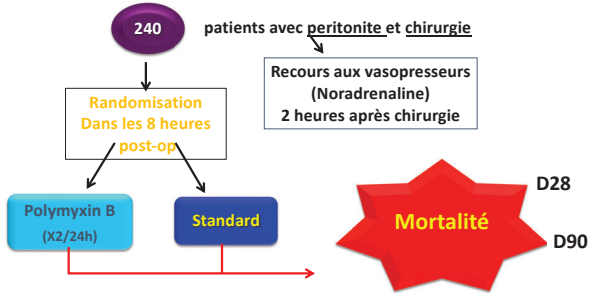 240
patients avec peritonite et chirurgie
Recours aux vasopresseurs
(Noradrenaline)
2 heures après chirurgie
Randomisation
Dans les 8 heures
post-op
Polymyxin B
(X2/24h)
Standard
Mortalité
D28
D90